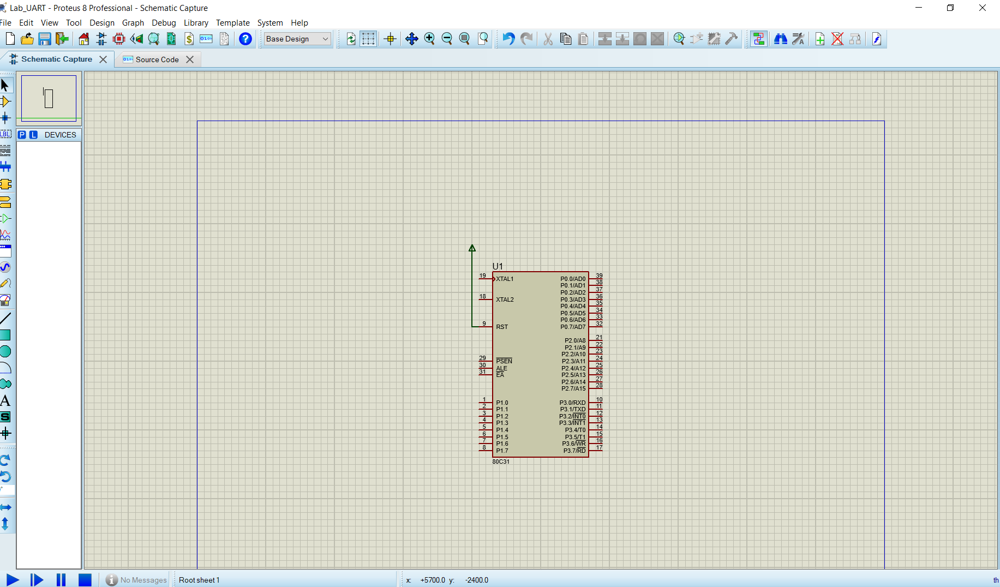 Lab_UART - Proteus 8 Professional - Schematic Capture
File Edit View Tool Design Graph Debug Library Template System Help
$ 0101 ? Base Design
Schematic Capture
Source Code
LBL
P L DEVICES
A
S
U1
19 XTAL1
18 XTAL2
9 RST
29 PSEN
30 ALE
31 EA
1 P1.0
2 P1.1
3 P1.2
4 P1.3
5 P1.4
6 P1.5
7 P1.6
8 P1.7
P0.0/AD0 39
P0.1/AD1 38
P0.2/AD2 37
P0.3/AD3 36
P0.4/AD4 35
P0.5/AD5 34
P0.6/AD6 33
P0.7/AD7 32
P2.0/A8 21
P2.1/A9 22
P2.2/A10 23
P2.3/A11 24
P2.4/A12 25
P2.5/A13 26
P2.6/A14 27
P2.7/A15 28
P3.0/RXD 10
P3.1/TXD 11
P3.2/INT0 12
P3.3/INT1 13
P3.4/T0 14
P3.5/T1 15
P3.6/WR 16
P3.7/RD 17
80C31
No Messages
Root sheet 1
x: +5700.0 y: -2400.0
th